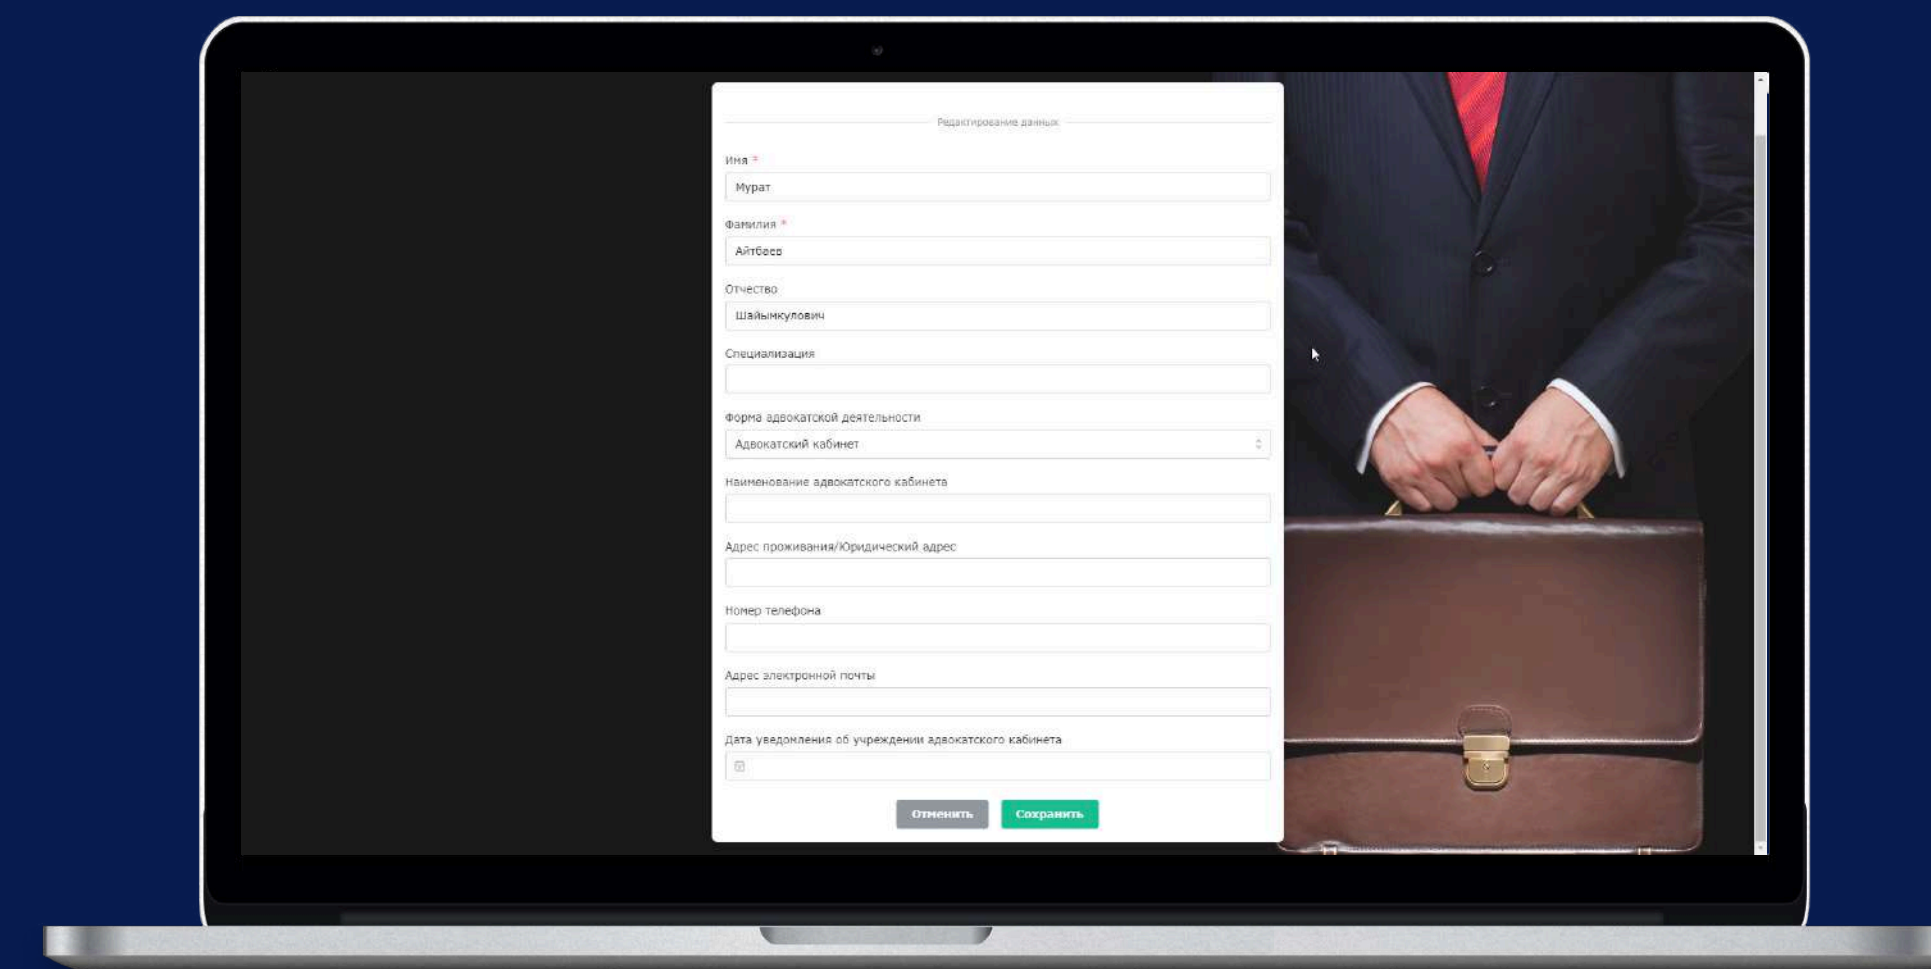 Редактирование данных
Имя *
Мурат
Фамилия *
Айтбаев
Отчество
Шайымкулович
Специализация
Форма адвокатской деятельности
Адвокатский кабинет
Наименование адвокатского кабинета
Адрес проживания/Юридический адрес
Номер телефона
Адрес электронной почты
Дата уведомления об учреждении адвокатского кабинета
Отменить Сохранить